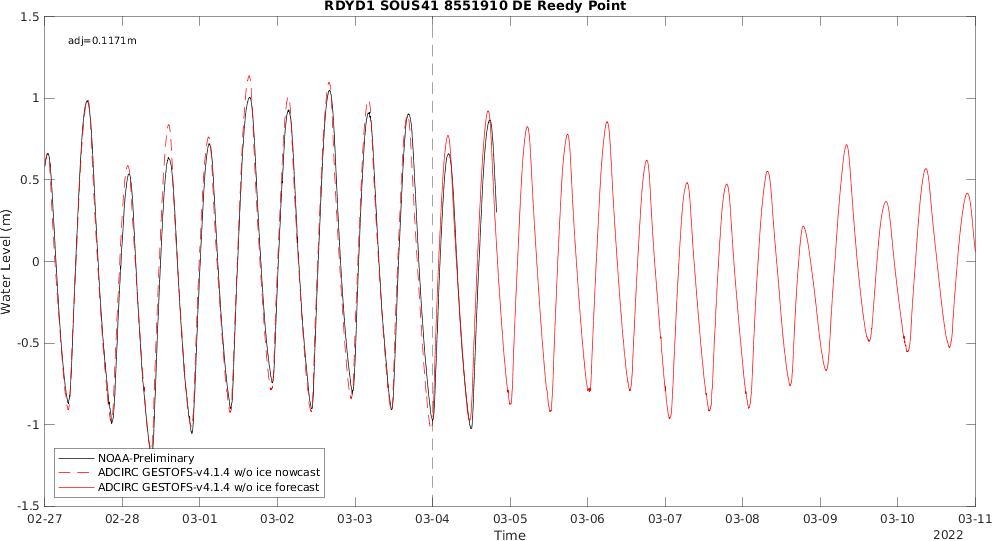 RDYD1 SOUS41 8551910 DE Reedy Point
adj=0.1171m
1.5
1
0.5
0
-0.5
-1
-1.5
Water Level (m)
NOAA-Preliminary
ADCIRC GESTOFS-v4.1.4 w/o ice nowcast
ADCIRC GESTOFS-v4.1.4 w/o ice forecast
02-27 02-28 03-01 03-02 03-03 03-04 03-05 03-06 03-07 03-08 03-09 03-10 03-11
Time
2022